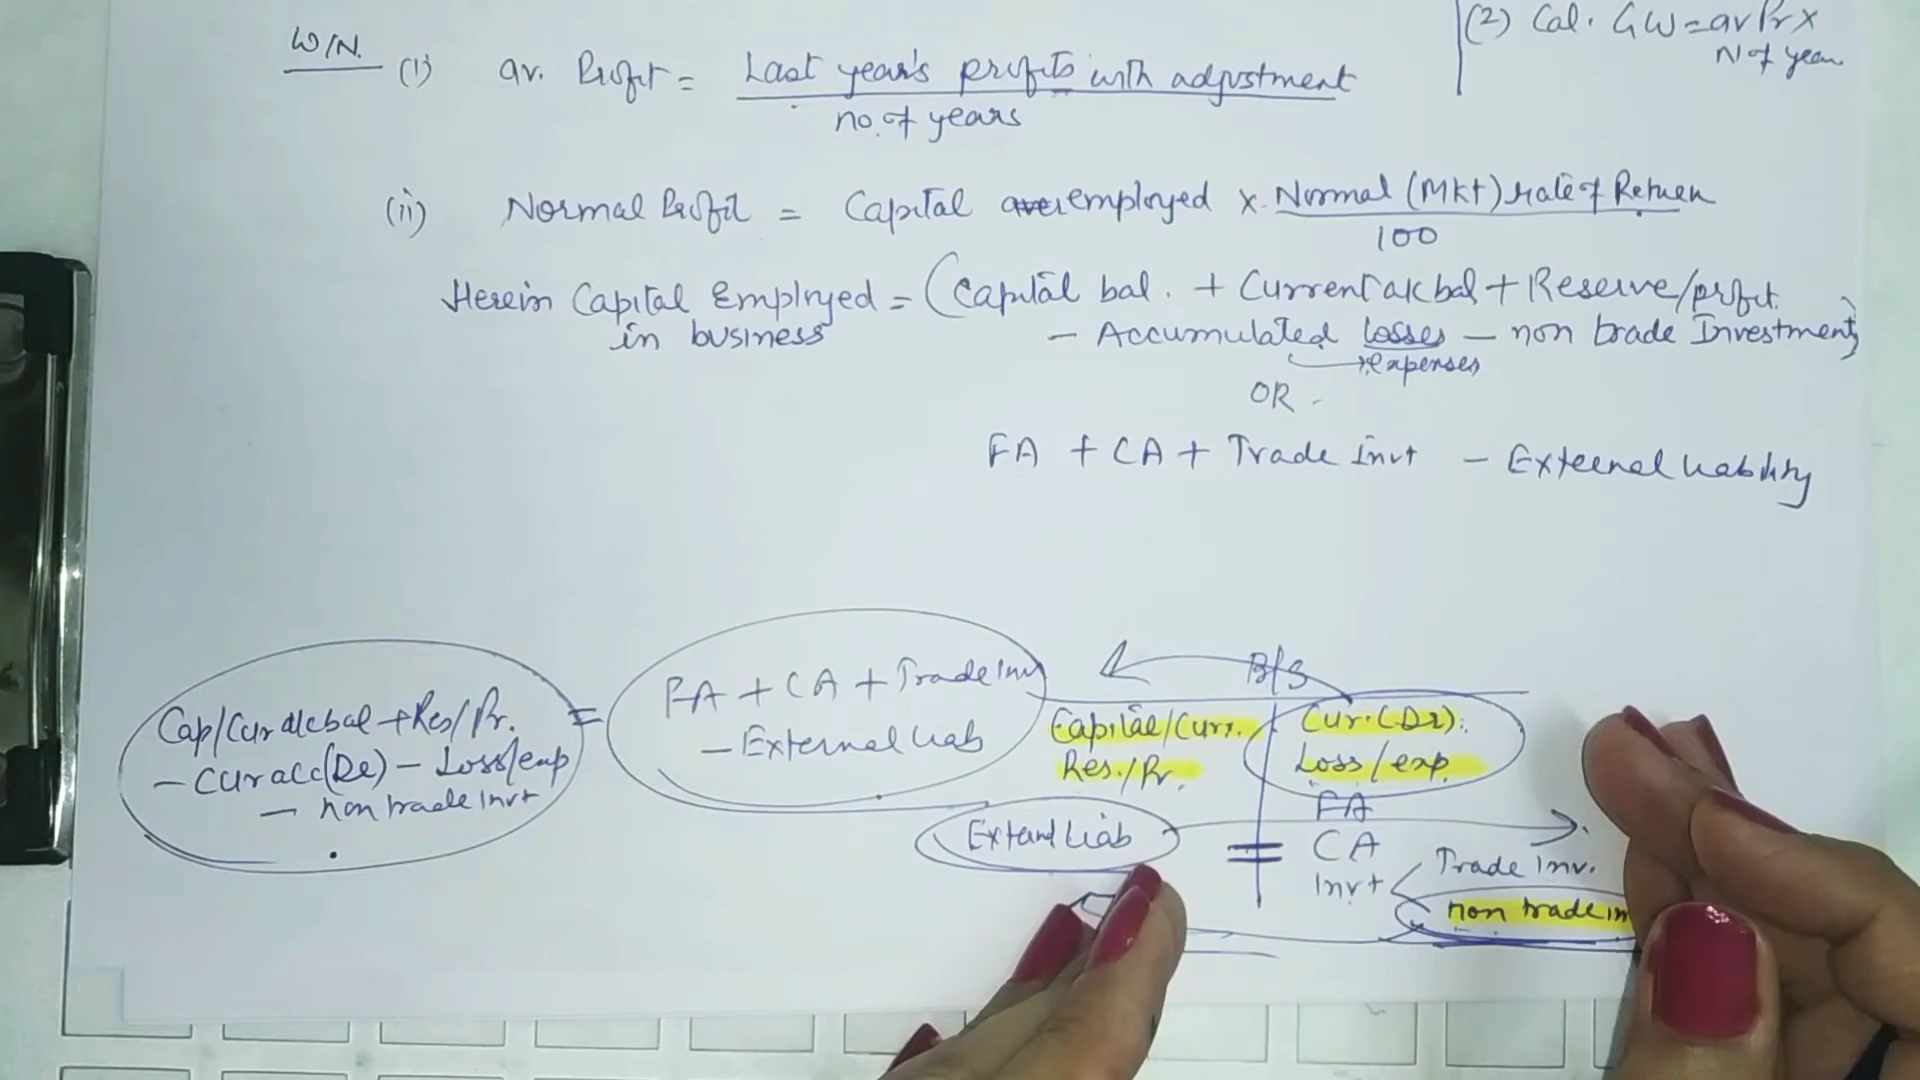 (2) Cal. GW = av Pr x
N of year
W/N.
(i) av. Profit = Last year's profits with adjustment
no. of years
(ii) Normal Profit = Capital employed x Normal (Mkt) rate of Return
100
Herein Capital Employed = (Capital bal. + Current a/c bal + Reserve/profit
in business - Accumulated losses - non trade Investment)
→ expenses
OR
FA + CA + Trade Invt - External liability
B/S
Cap/Cur a/c bal + Res/Pr. = FA + CA + Trade Inv
- Cur acc (Dr) - Loss/exp - External liab
- non trade Invt
Capital/Curr. Cur. (Dr).
Res./Pr. Loss/exp.
FA
Extern liab = CA
Invt Trade Inv.
non trade in